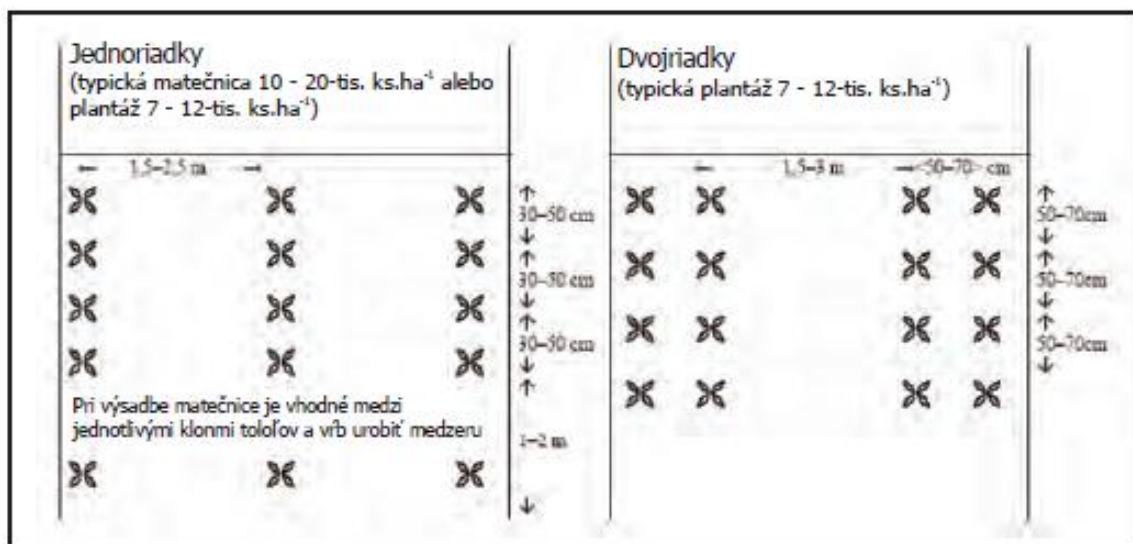 Jednoriadky
(typická matečnica 10 - 20-tis. ks.ha⁻¹ alebo
plantáž 7 - 12-tis. ks.ha⁻¹)
1,5–2,5 m
30–50 cm
30–50 cm
30–50 cm
Pri výsadbe matečnice je vhodné medzi
jednotlivými klonmi tololľov a vŕb urobiť medzeru
1–2 m
Dvojriadky
(typická plantáž 7 - 12-tis. ks.ha⁻¹)
1,5–3 m
<50–70> cm
50–70cm
50–70cm
50–70cm